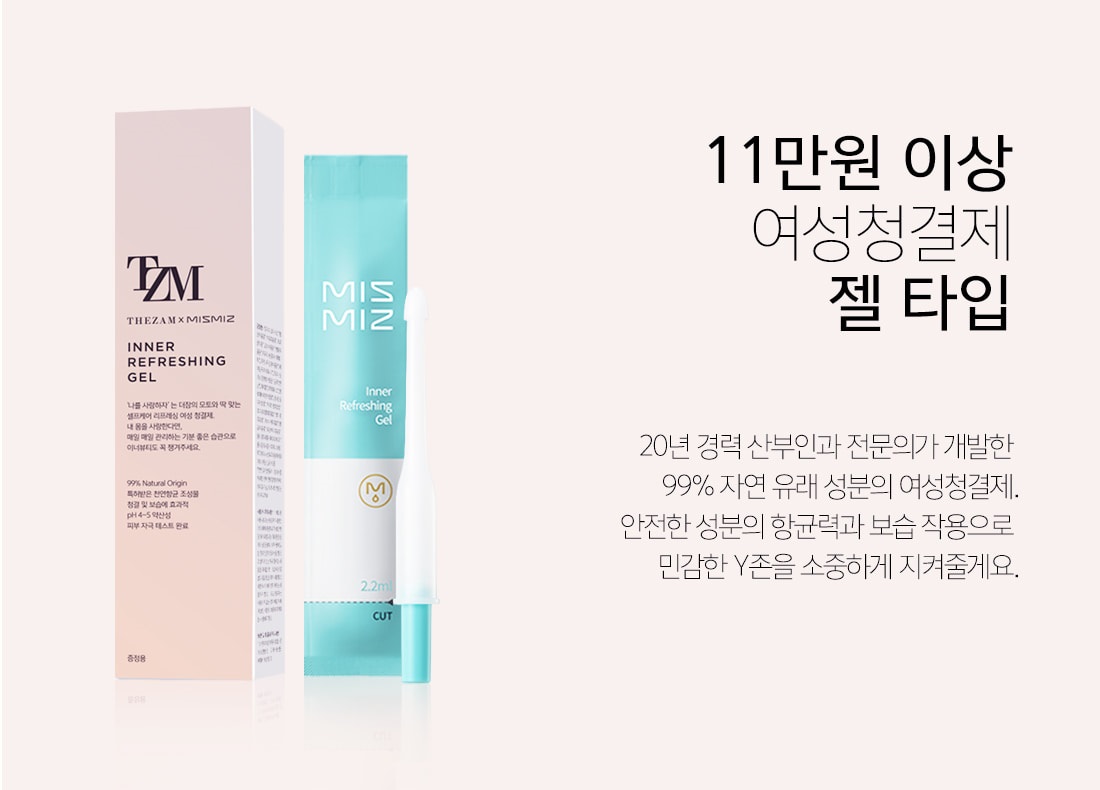 TZM
THEZAM × MISMIZ
INNER
REFRESHING
GEL
'나를 사랑하자' 는 더잠의 모토와 딱 맞는
셀프케어 리프레싱 여성 청결제.
내 몸을 사랑한다면,
매일 매일 관리하는 기분 좋은 습관으로
이너뷰티도 꼭 챙겨주세요.
99% Natural Origin
특허받은 천연항균 조성물
청결 및 보습에 효과적
pH 4~5 약산성
피부 자극 테스트 완료
증정용
MIS
MIZ
Inner
Refreshing
Gel
M
2.2ml
CUT
11만원 이상
여성청결제
젤 타입
20년 경력 산부인과 전문의가 개발한
99% 자연 유래 성분의 여성청결제.
안전한 성분의 항균력과 보습 작용으로
민감한 Y존을 소중하게 지켜줄게요.